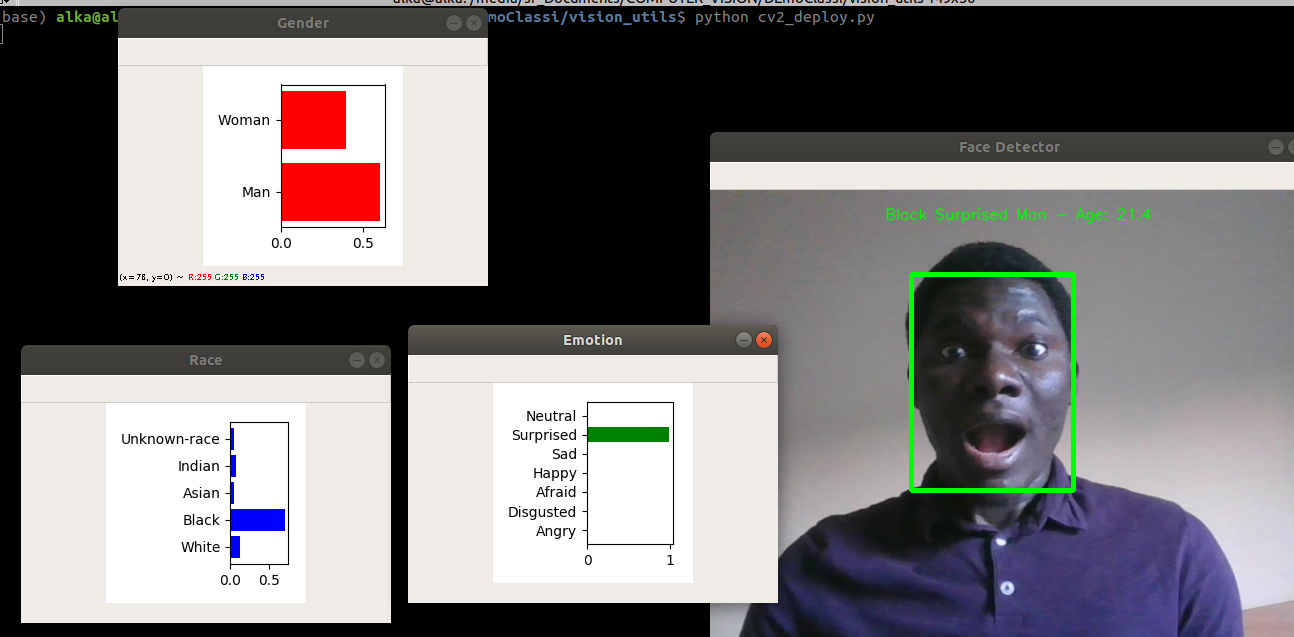 base) alka@al
moClassi/vision_utils$ python cv2_deploy.py
Gender
Woman
Man
0.0 0.5
(x=78, y=0) ~ R:255 G:255 B:255
Face Detector
Black Surprised Man - Age: 21.4
Race
Unknown-race
Indian
Asian
Black
White
0.0 0.5
Emotion
Neutral
Surprised
Sad
Happy
Afraid
Disgusted
Angry
0 1